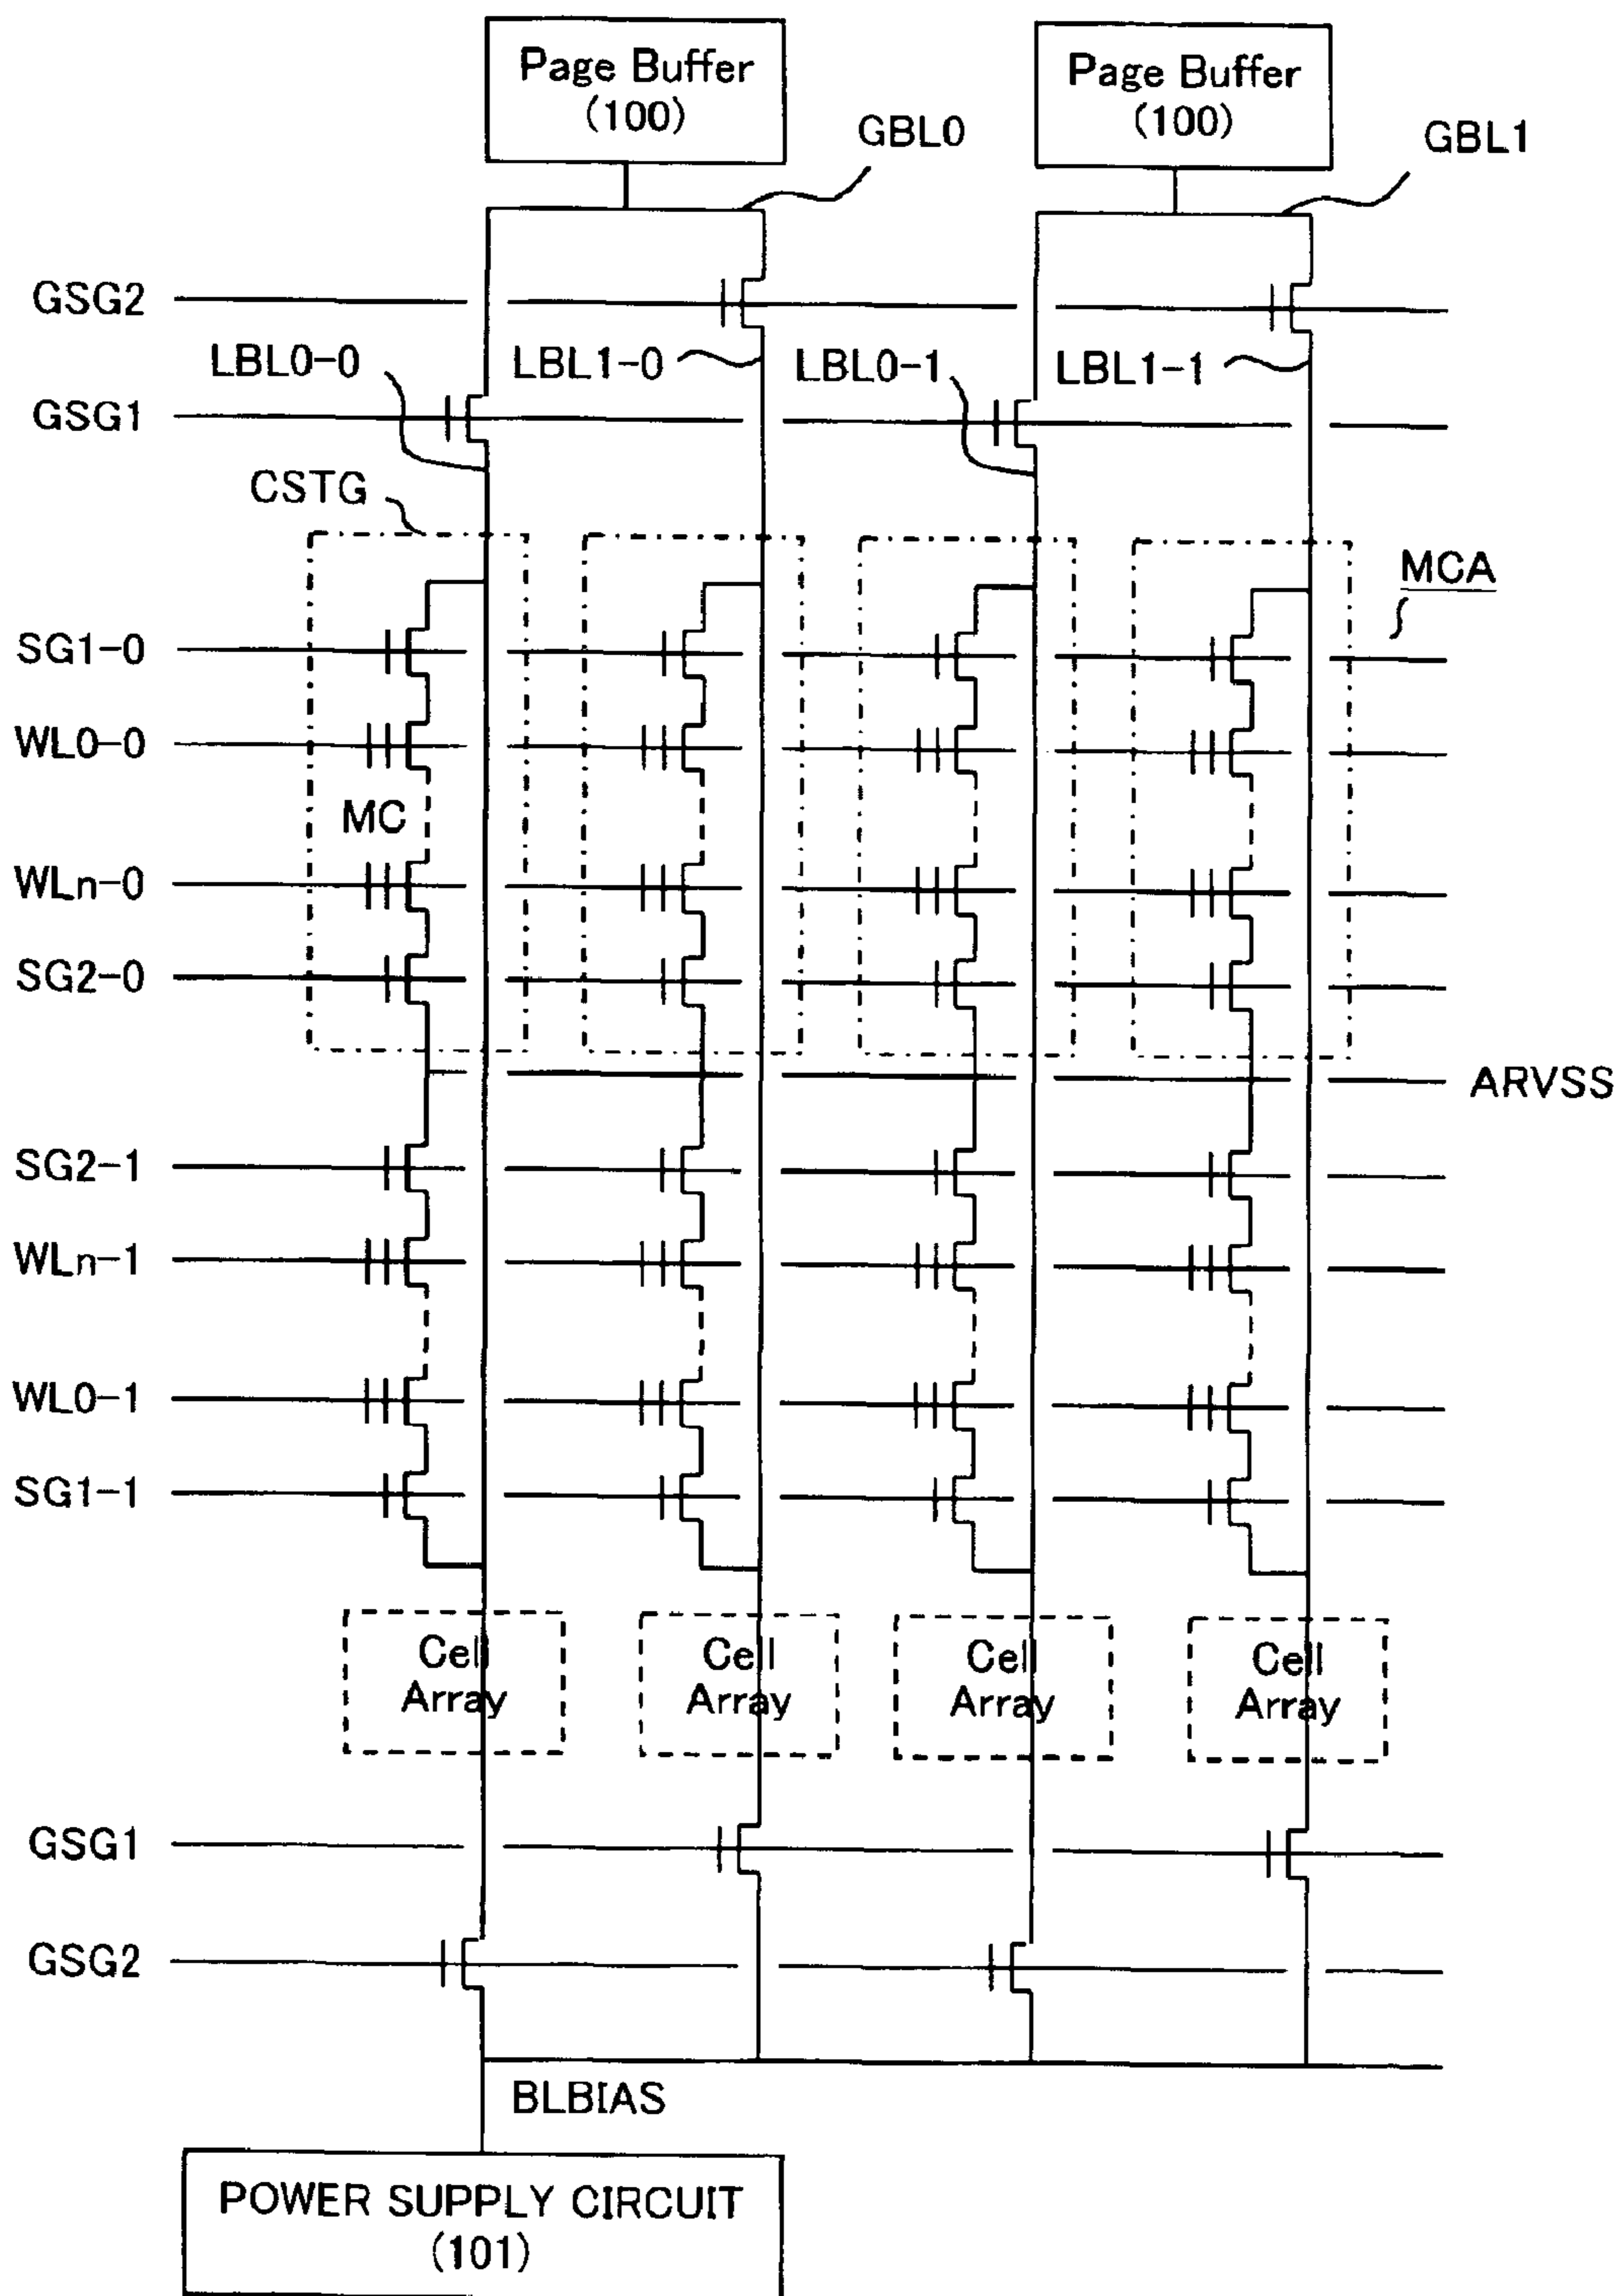 Page Buffer
(100)
Page Buffer
(100)
GBL0
GBL1
GSG2
LBL0-0
LBL1-0
LBL0-1
LBL1-1
GSG1
CSTG
MCA
SG1-0
WL0-0
MC
WLn-0
SG2-0
ARVSS
SG2-1
WLn-1
WL0-1
SG1-1
Cell
Array
Cell
Array
Cell
Array
Cell
Array
GSG1
GSG2
BLBIAS
POWER SUPPLY CIRCUIT
(101)